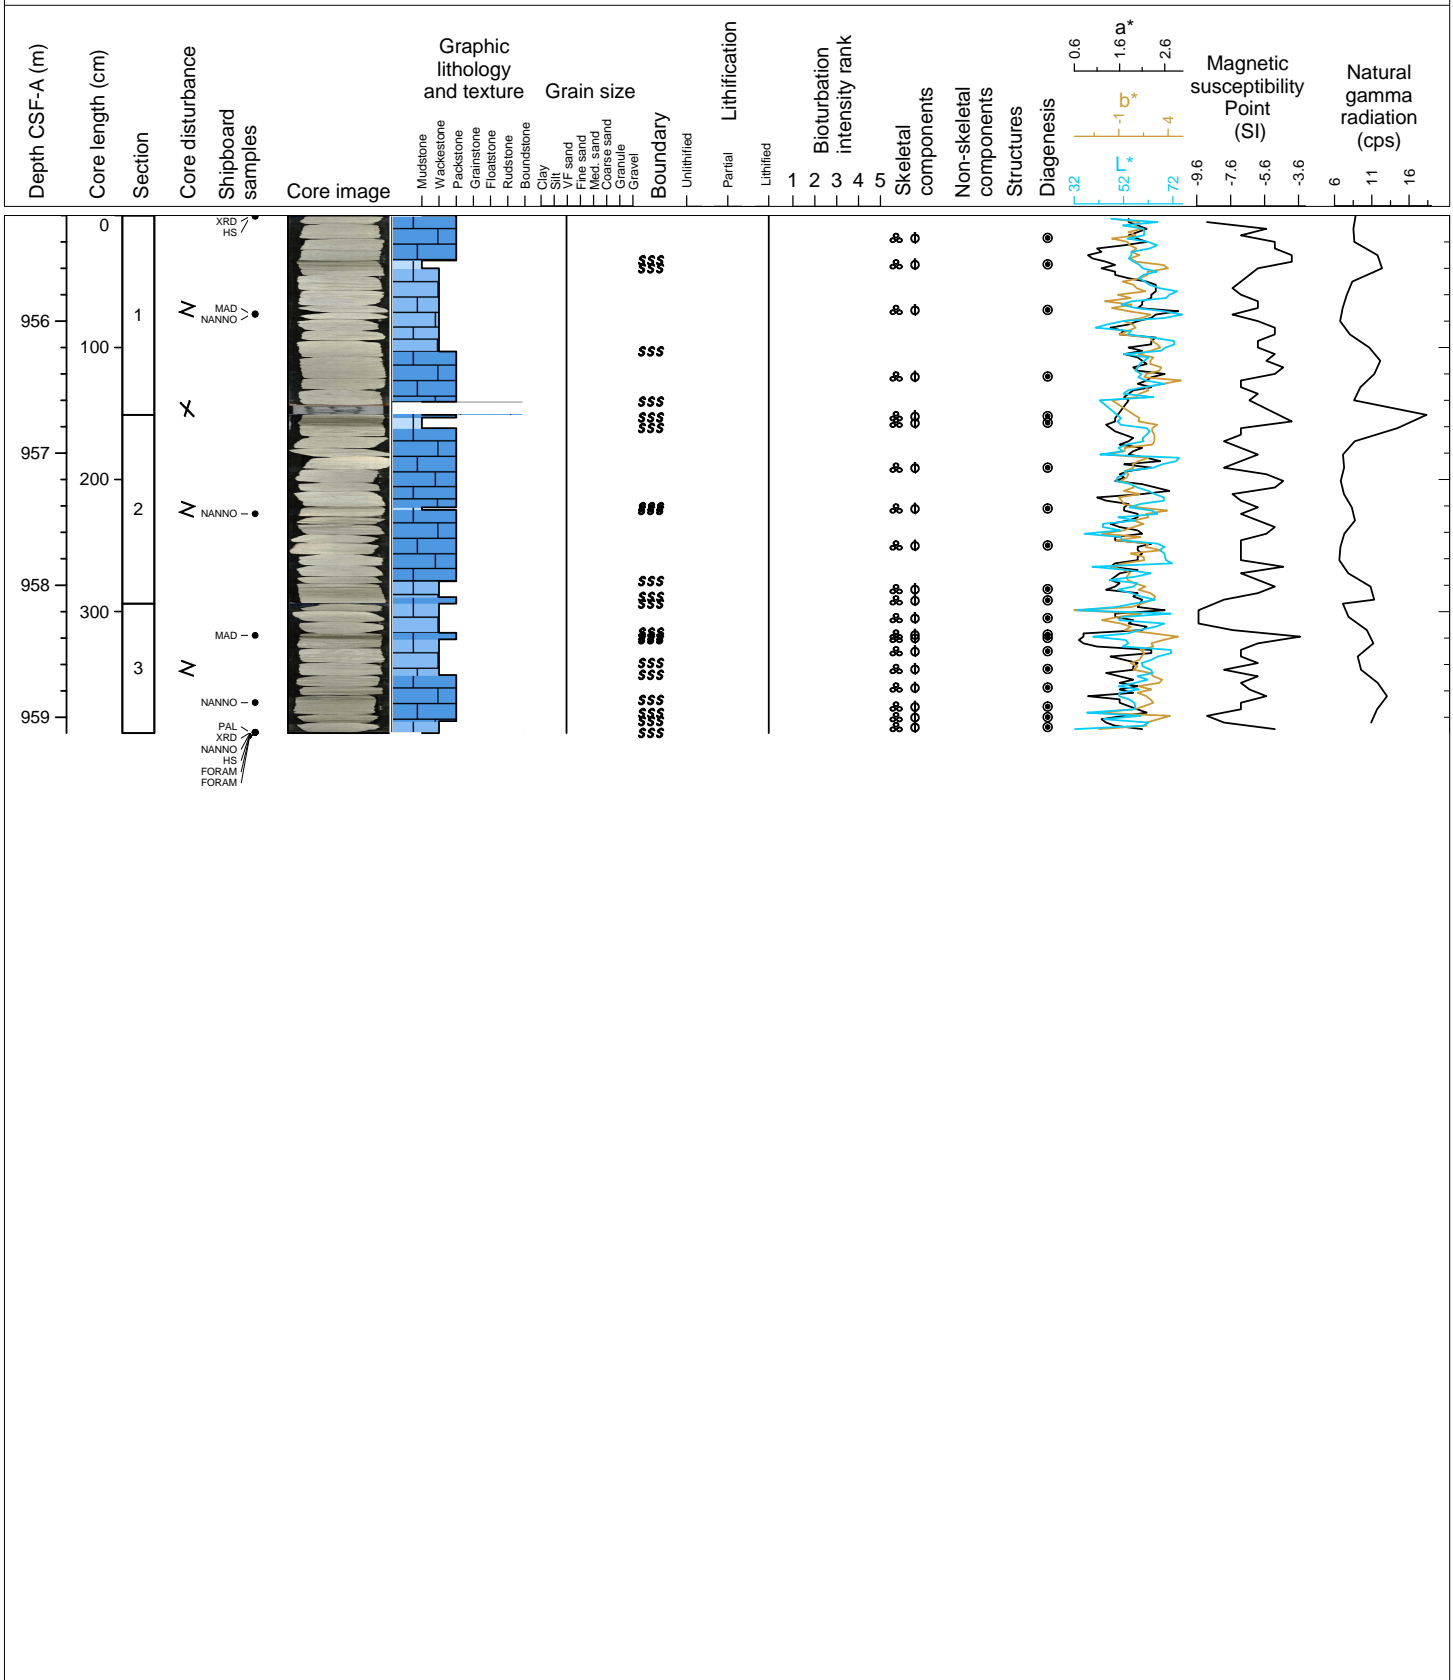 Depth CSF-A (m)
Core length (cm)
Section
Core disturbance
Shipboard
samples
Core image
Graphic
lithology
and texture
Mudstone
Wackestone
Packstone
Grainstone
Floatstone
Rudstone
Boundstone
Grain size
Clay
Silt
VF sand
Fine sand
Med. sand
Coarse sand
Granule
Gravel
Boundary
Lithification
Unlithified
Partial
Lithified
Bioturbation
intensity rank
1 2 3 4 5
Skeletal
components
Non-skeletal
components
Structures
Diagenesis
a*
0.6 1.6 2.6
b*
-1 4
L*
32 52 72
Magnetic
susceptibility
Point
(SI)
-9.6 -7.6 -5.6 -3.6
Natural
gamma
radiation
(cps)
6 11 16
956
957
958
959
0
100
200
300
1
2
3
XRD
HS
MAD
NANNO
NANNO
MAD
NANNO
PAL
XRD
NANNO
HS
FORAM
FORAM